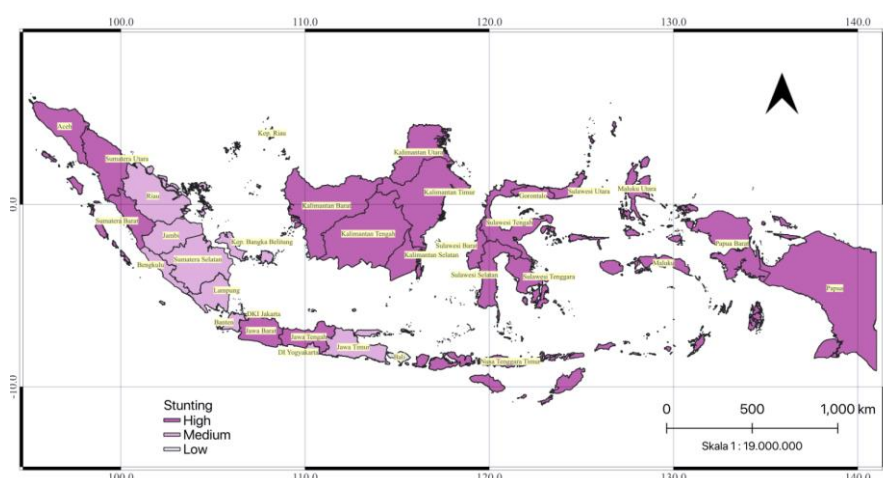 100.0 110.0 120.0 130.0 140.0
Aceh
Sumatera Utara
Kep. Riau
Riau
Sumatera Barat
Jambi
Kep. Bangka Belitung
Bengkulu
Sumatera Selatan
Lampung
Banten
DKI Jakarta
Jawa Barat
Jawa Tengah
DI Yogyakarta
Jawa Timur
Bali
Nusa Tenggara Timur
Kalimantan Utara
Kalimantan Barat
Kalimantan Timur
Kalimantan Tengah
Kalimantan Selatan
Gorontalo
Sulawesi Utara
Sulawesi Tengah
Sulawesi Barat
Sulawesi Selatan
Sulawesi Tenggara
Maluku Utara
Maluku
Papua Barat
Papua
0.0
0.0
-10.0
-10.0
Stunting
High
Medium
Low
0 500 1,000 km
Skala 1 : 19.000.000
100.0 110.0 120.0 130.0 140.0